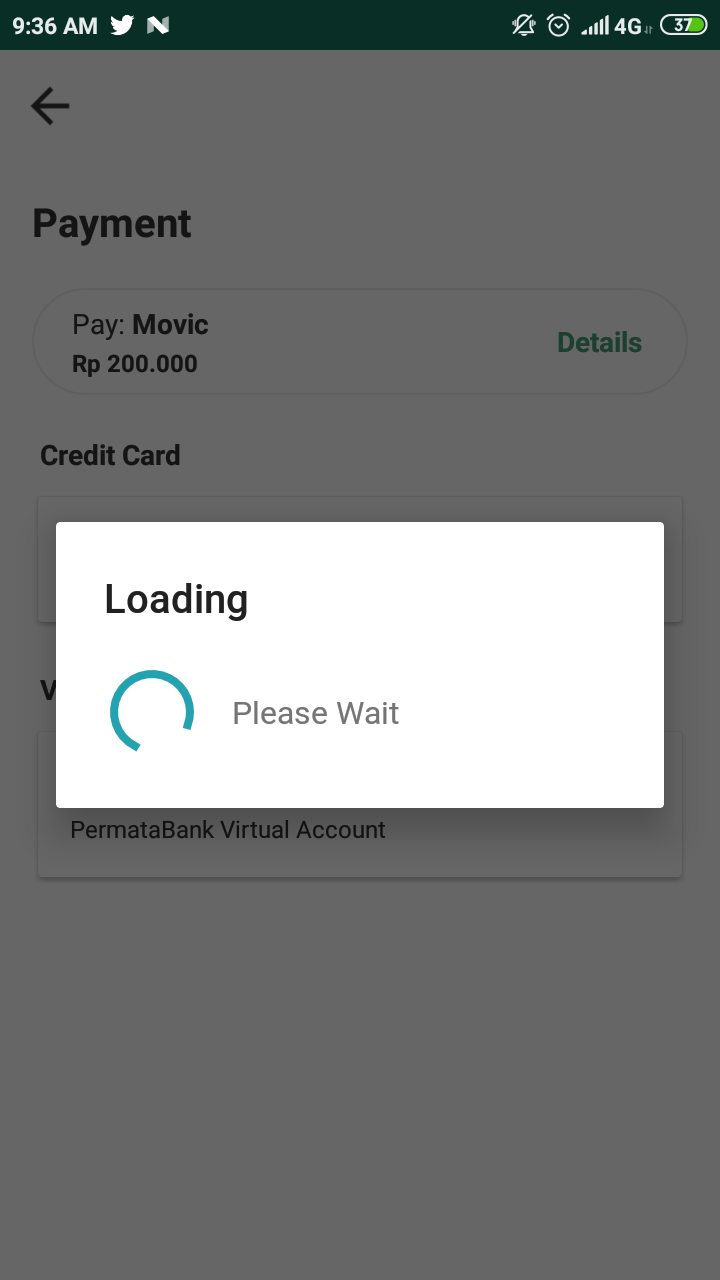 9:36 AM
4G
37
Payment
Pay: Movic
Rp 200.000
Details
Credit Card
Loading
Please Wait
PermataBank Virtual Account